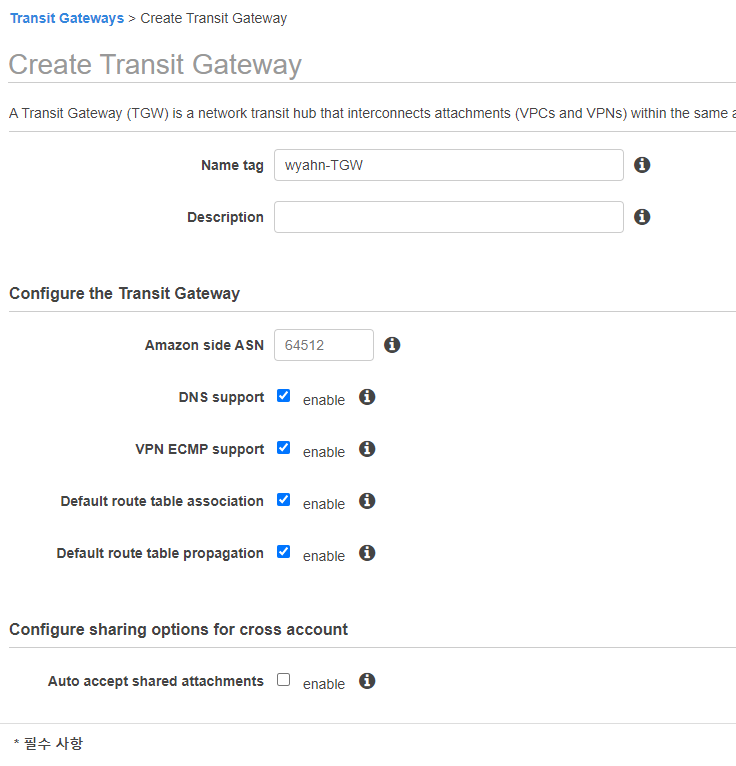 Transit Gateways > Create Transit Gateway
Create Transit Gateway
A Transit Gateway (TGW) is a network transit hub that interconnects attachments (VPCs and VPNs) within the same a
Name tag wyahn-TGW
Description
Configure the Transit Gateway
Amazon side ASN 64512
DNS support enable
VPN ECMP support enable
Default route table association enable
Default route table propagation enable
Configure sharing options for cross account
Auto accept shared attachments enable
* 필수 사항